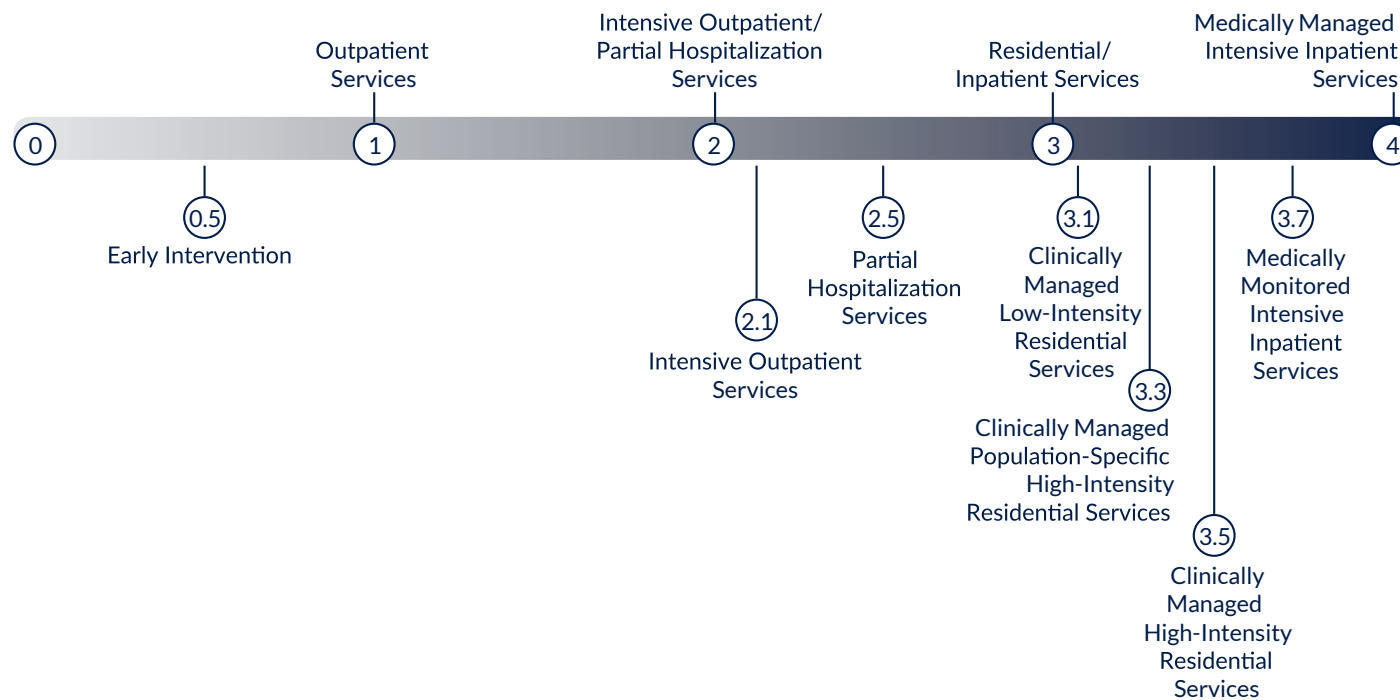 Outpatient
Services
Intensive Outpatient/
Partial Hospitalization
Services
Residential/
Inpatient Services
Medically Managed
Intensive Inpatient
Services
0
1
2
3
4
0.5
Early Intervention
2.1
Intensive Outpatient
Services
2.5
Partial
Hospitalization
Services
3.1
Clinically
Managed
Low-Intensity
Residential
Services
3.3
Clinically Managed
Population-Specific
High-Intensity
Residential Services
3.5
Clinically
Managed
High-Intensity
Residential
Services
3.7
Medically
Monitored
Intensive
Inpatient
Services